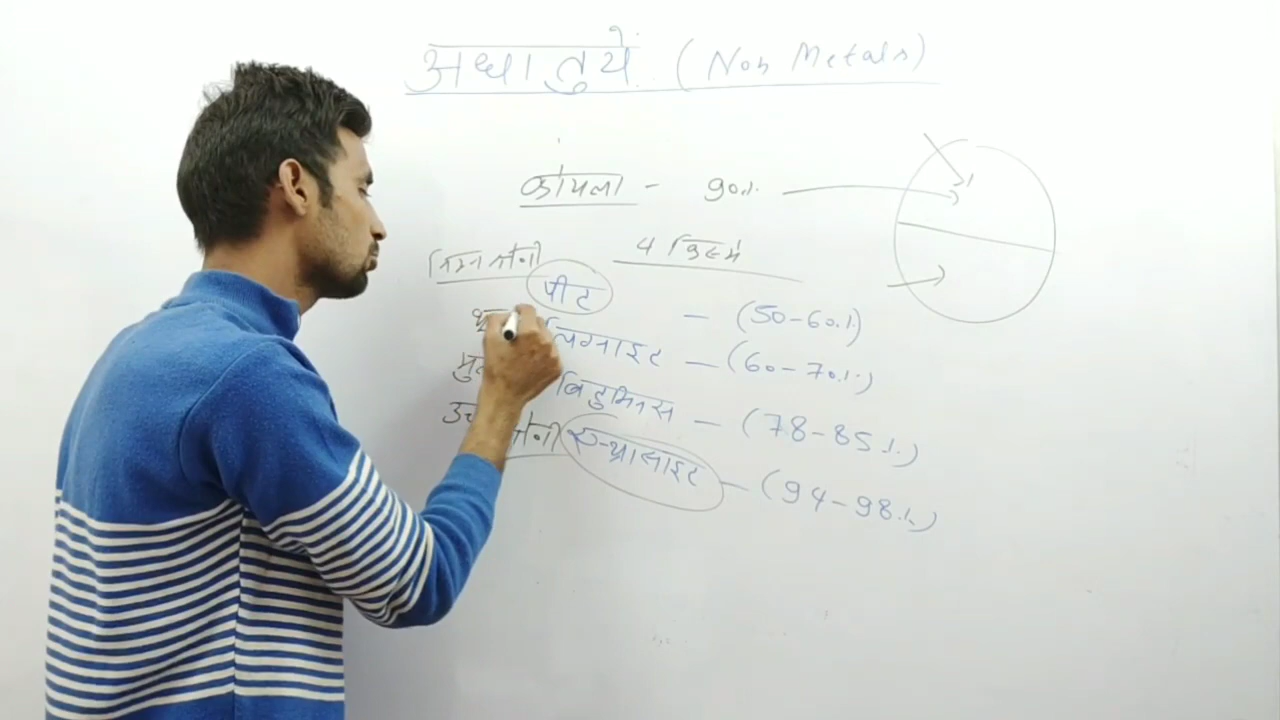 अधातुयें (Non Metals)
कोयला - 90%
4 किस्में
निम्न कोटी पीट - (50-60%)
लिग्नाइट - (60-70%)
बिटुमिनस - (78-85%)
कोटी एन्थ्रासाइट - (94-98%)